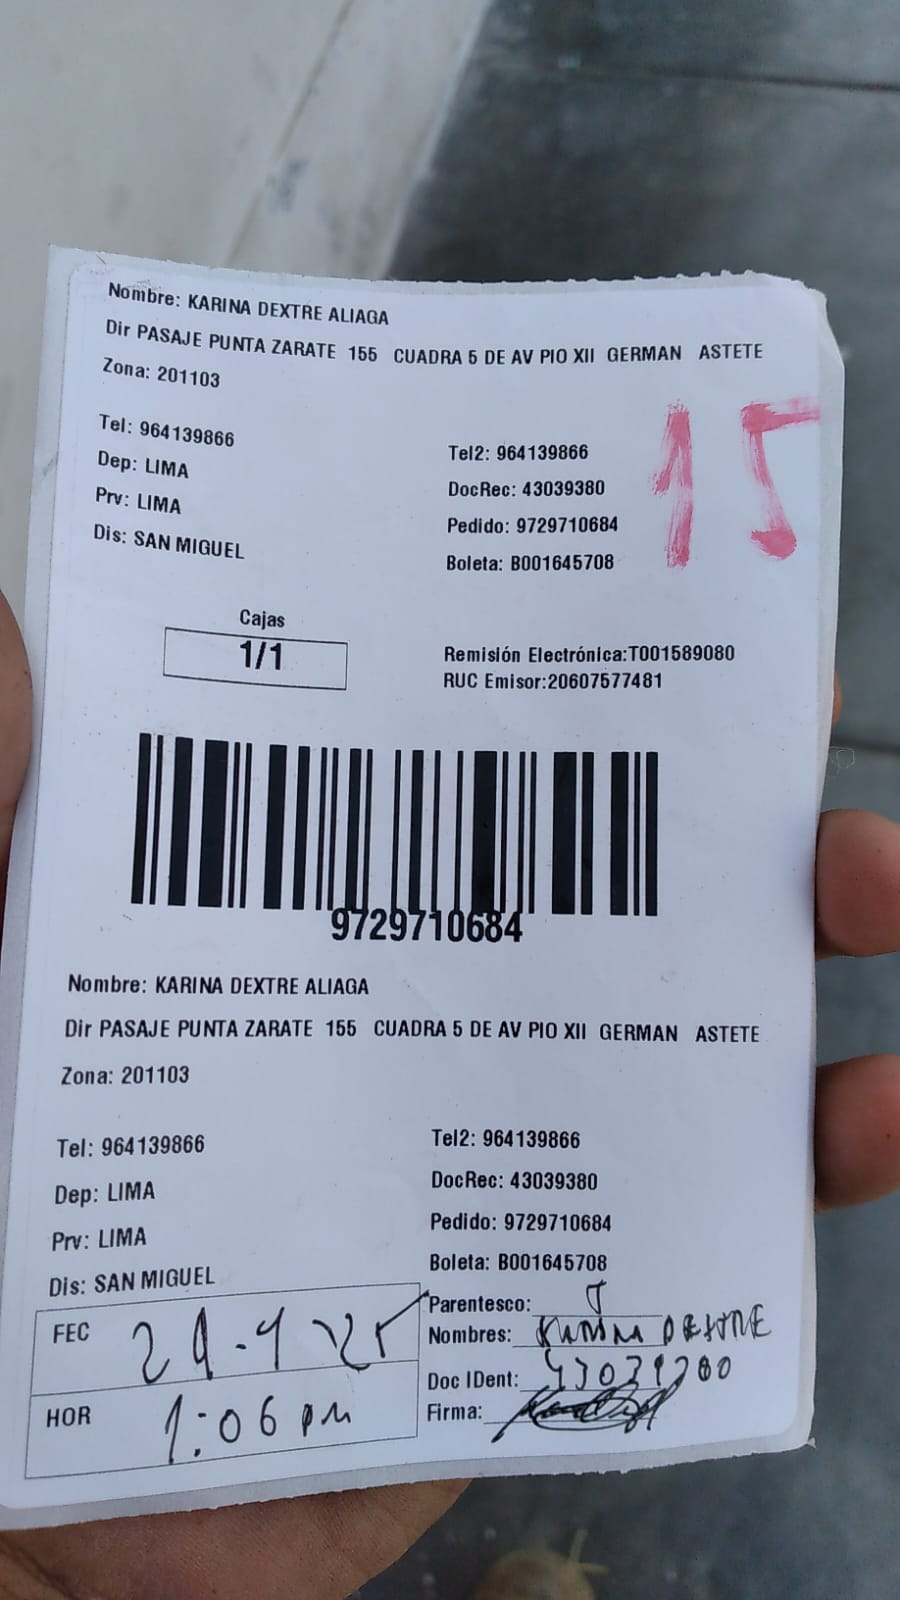 Nombre: KARINA DEXTRE ALIAGA
Dir PASAJE PUNTA ZARATE 155 CUADRA 5 DE AV PIO XII GERMAN ASTETE
Zona: 201103
Tel: 964139866
Dep: LIMA
Prv: LIMA
Dis: SAN MIGUEL
Tel2: 964139866
DocRec: 43039380
Pedido: 9729710684
Boleta: B001645708
15
Cajas
1/1
Remisión Electrónica:T001589080
RUC Emisor:20607577481
9729710684
Nombre: KARINA DEXTRE ALIAGA
Dir PASAJE PUNTA ZARATE 155 CUADRA 5 DE AV PIO XII GERMAN ASTETE
Zona: 201103
Tel: 964139866
Dep: LIMA
Prv: LIMA
Dis: SAN MIGUEL
Tel2: 964139866
DocRec: 43039380
Pedido: 9729710684
Boleta: B001645708
FEC
HOR 1:06 pm
Parentesco:
Nombres: KARINA DEXTRE
Doc IDent:
Firma: